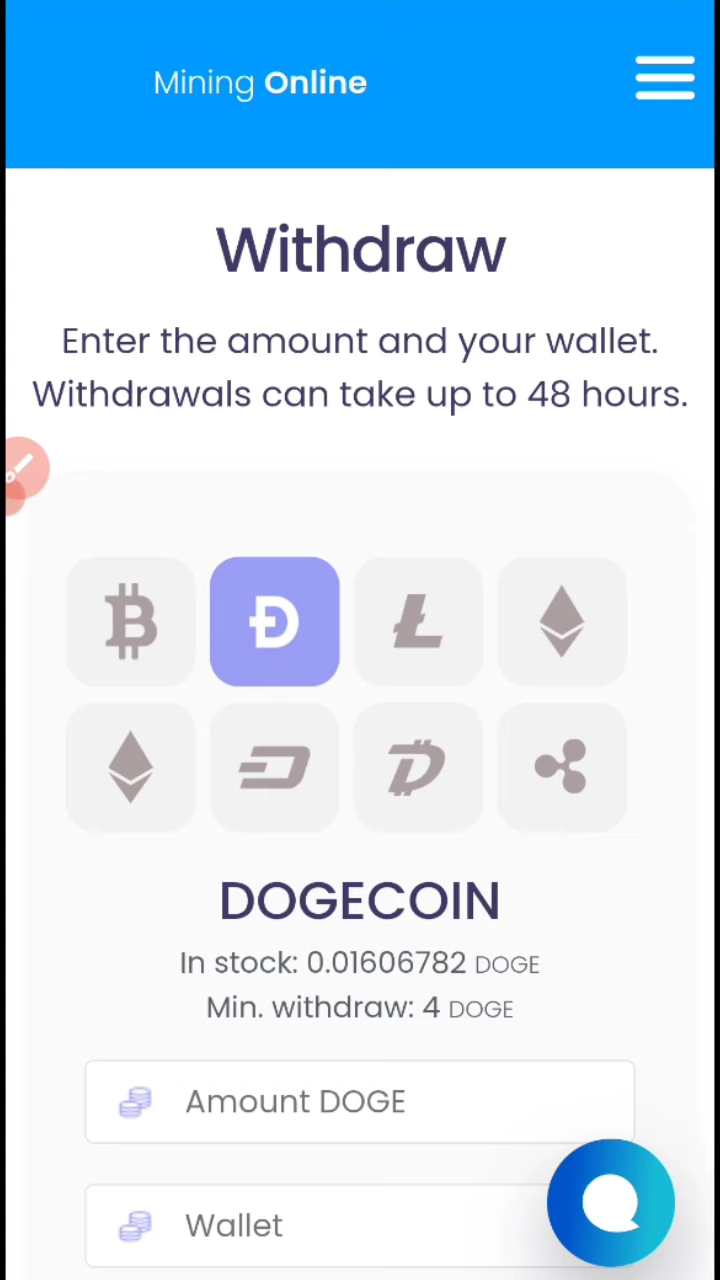 Mining Online
Withdraw
Enter the amount and your wallet.
Withdrawals can take up to 48 hours.
DOGECOIN
In stock: 0.01606782 DOGE
Min. withdraw: 4 DOGE
Amount DOGE
Wallet